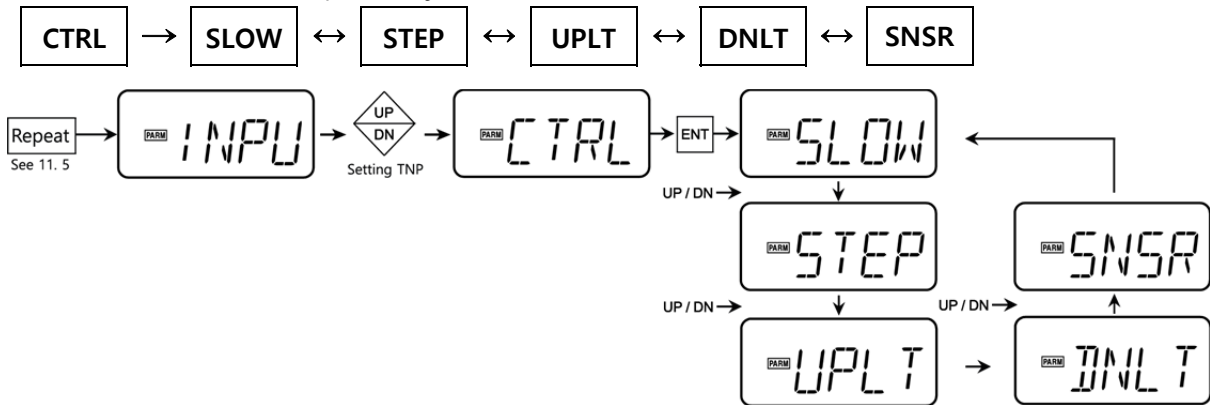 CTRL → SLOW ↔ STEP ↔ UPLT ↔ DNLT ↔ SNSR
Repeat
See 11. 5
PARM INPU
UP
DN
Setting TNP
PARM CTRL
ENT
PARM SLOW
UP / DN
PARM STEP
PARM SNSR
UP / DN
UP / DN
PARM UPLT
PARM DNLT